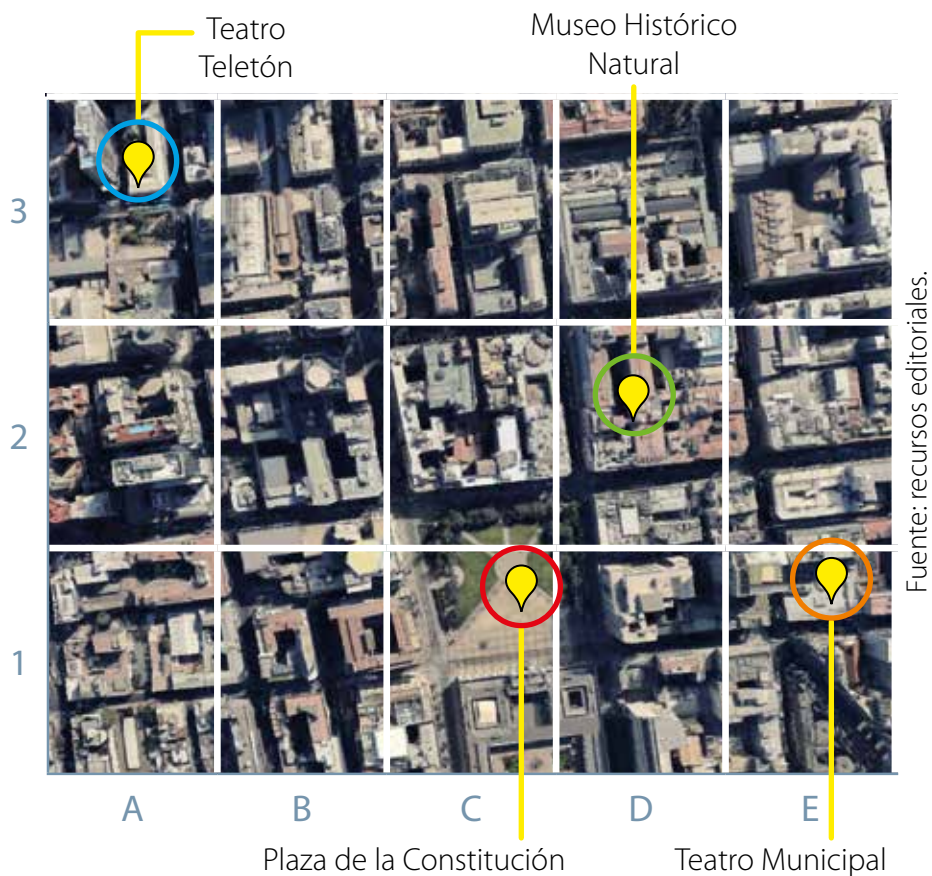 Teatro
Teletón
Museo Histórico
Natural
3
2
1
A
B
C
D
E
Plaza de la Constitución
Teatro Municipal
Fuente: recursos editoriales.